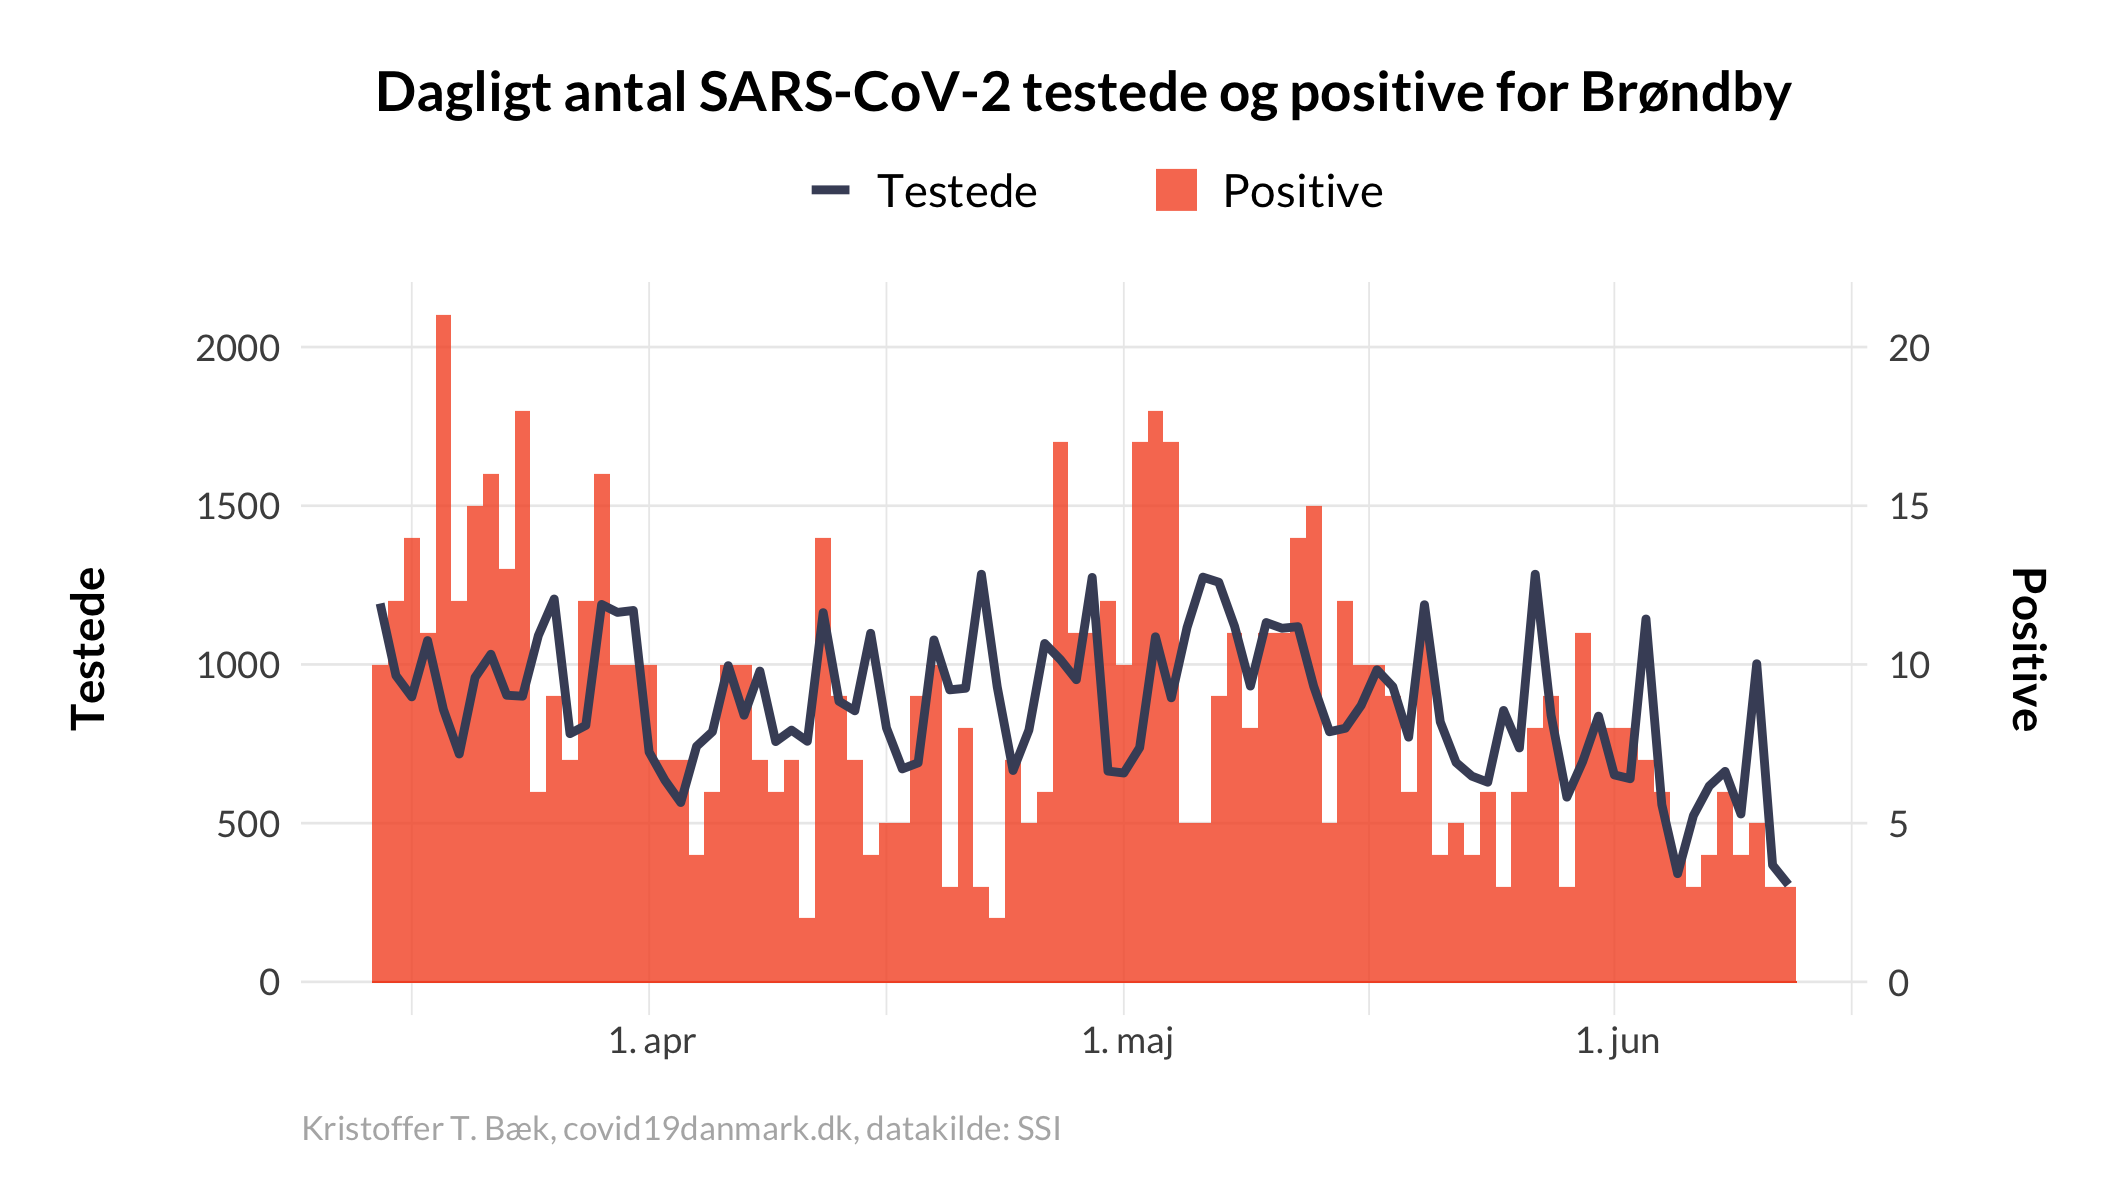 Dagligt antal SARS-CoV-2 testede og positive for Brøndby
Testede Positive
Testede
2000
1500
1000
500
0
20
15
10
5
0
Positive
1. apr 1. maj 1. jun
Kristoffer T. Bæk, covid19danmark.dk, datakilde: SSI